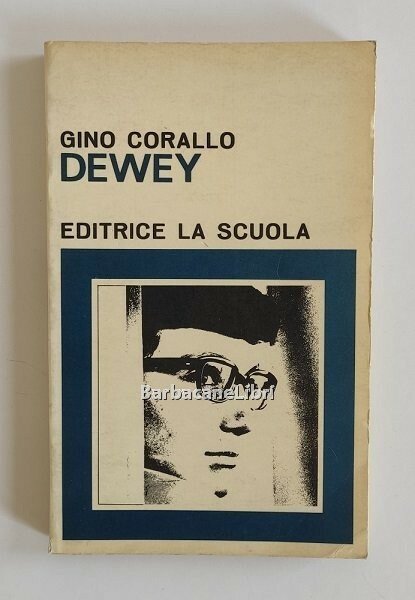 GINO CORALLO
DEWEY
EDITRICE LA SCUOLA
BarbacaneLibri